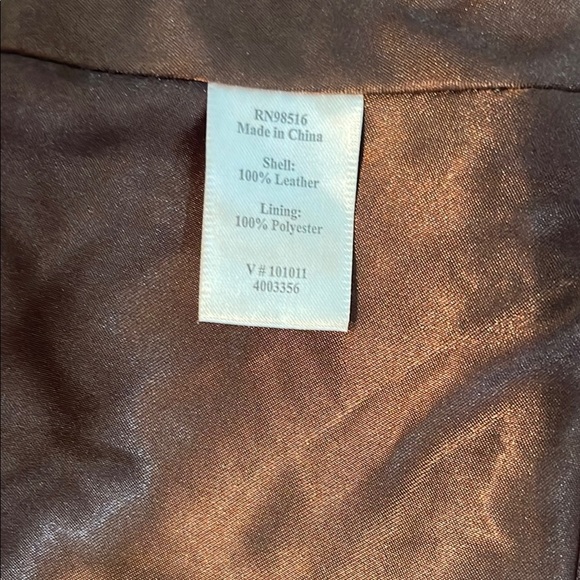 RN98516
Made in China
Shell:
100% Leather
Lining:
100% Polyester
V # 101011
4003356